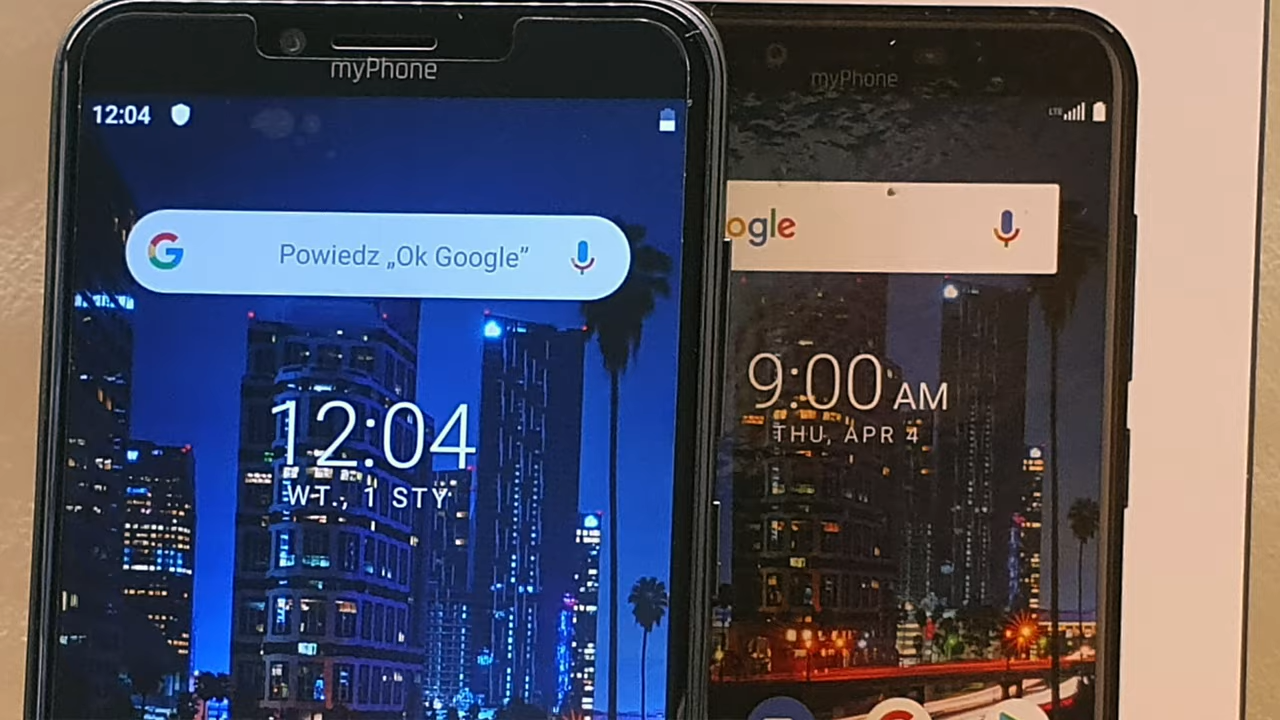 myPhone
12:04
Powiedz „Ok Google”
12:04
WT., 1 STY
myPhone
LTE
ogle
9:00 AM
THU, APR 4